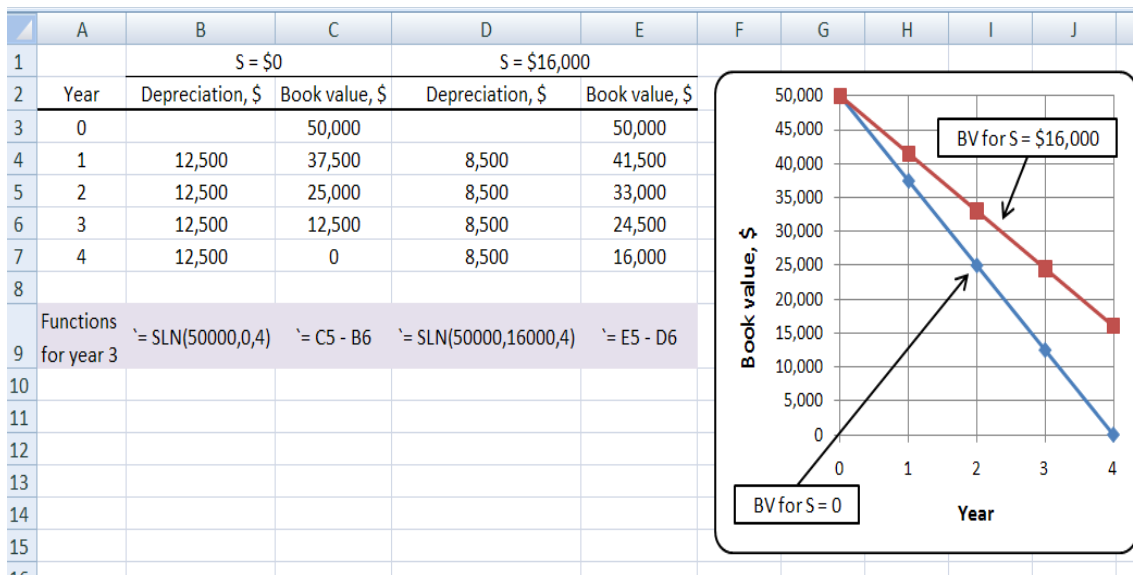 A B C D E F G H I J
1 S = $0 S = $16,000
2 Year Depreciation, $ Book value, $ Depreciation, $ Book value, $
3 0 50,000 50,000
4 1 12,500 37,500 8,500 41,500
5 2 12,500 25,000 8,500 33,000
6 3 12,500 12,500 8,500 24,500
7 4 12,500 0 8,500 16,000
8
Functions
9 for year 3 `= SLN(50000,0,4) `= C5 - B6 `= SLN(50000,16000,4) `= E5 - D6
10
11
12
13
14
15
50,000
45,000
40,000
35,000
30,000
25,000
20,000
15,000
10,000
5,000
0
Book value, $
BV for S = $16,000
0 1 2 3 4
BV for S = 0
Year